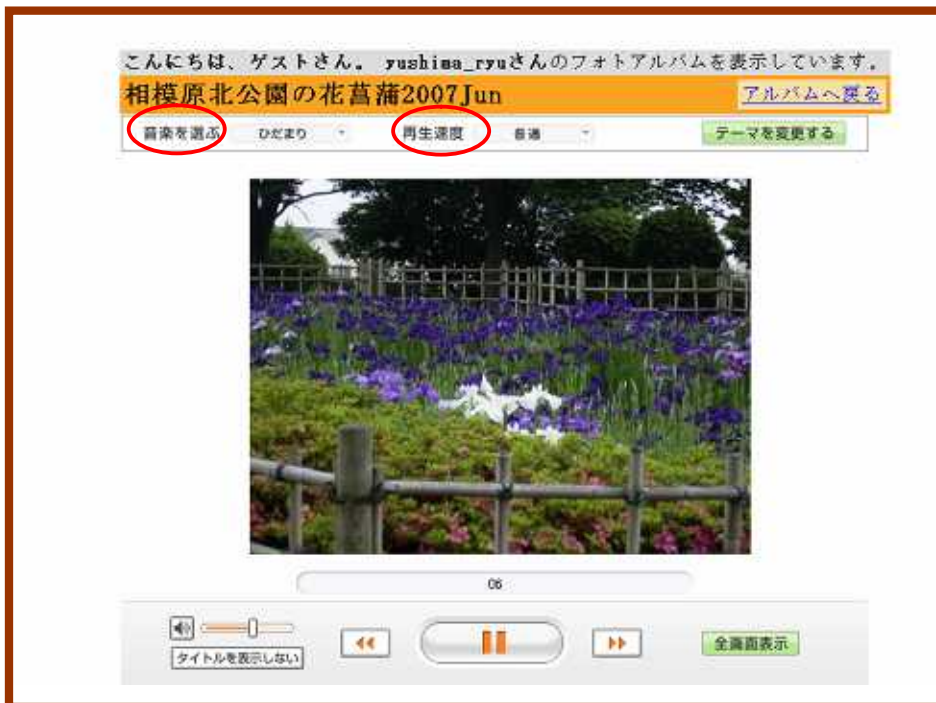 こんにちは、ゲストさん。 yushima_ryuさんのフォトアルバムを表示しています。
相模原北公園の花菖蒲2007Jun アルバムへ戻る
音楽を選ぶ ひだまり 再生速度 普通 テーマを変更する
06
タイトルを表示しない
全画面表示